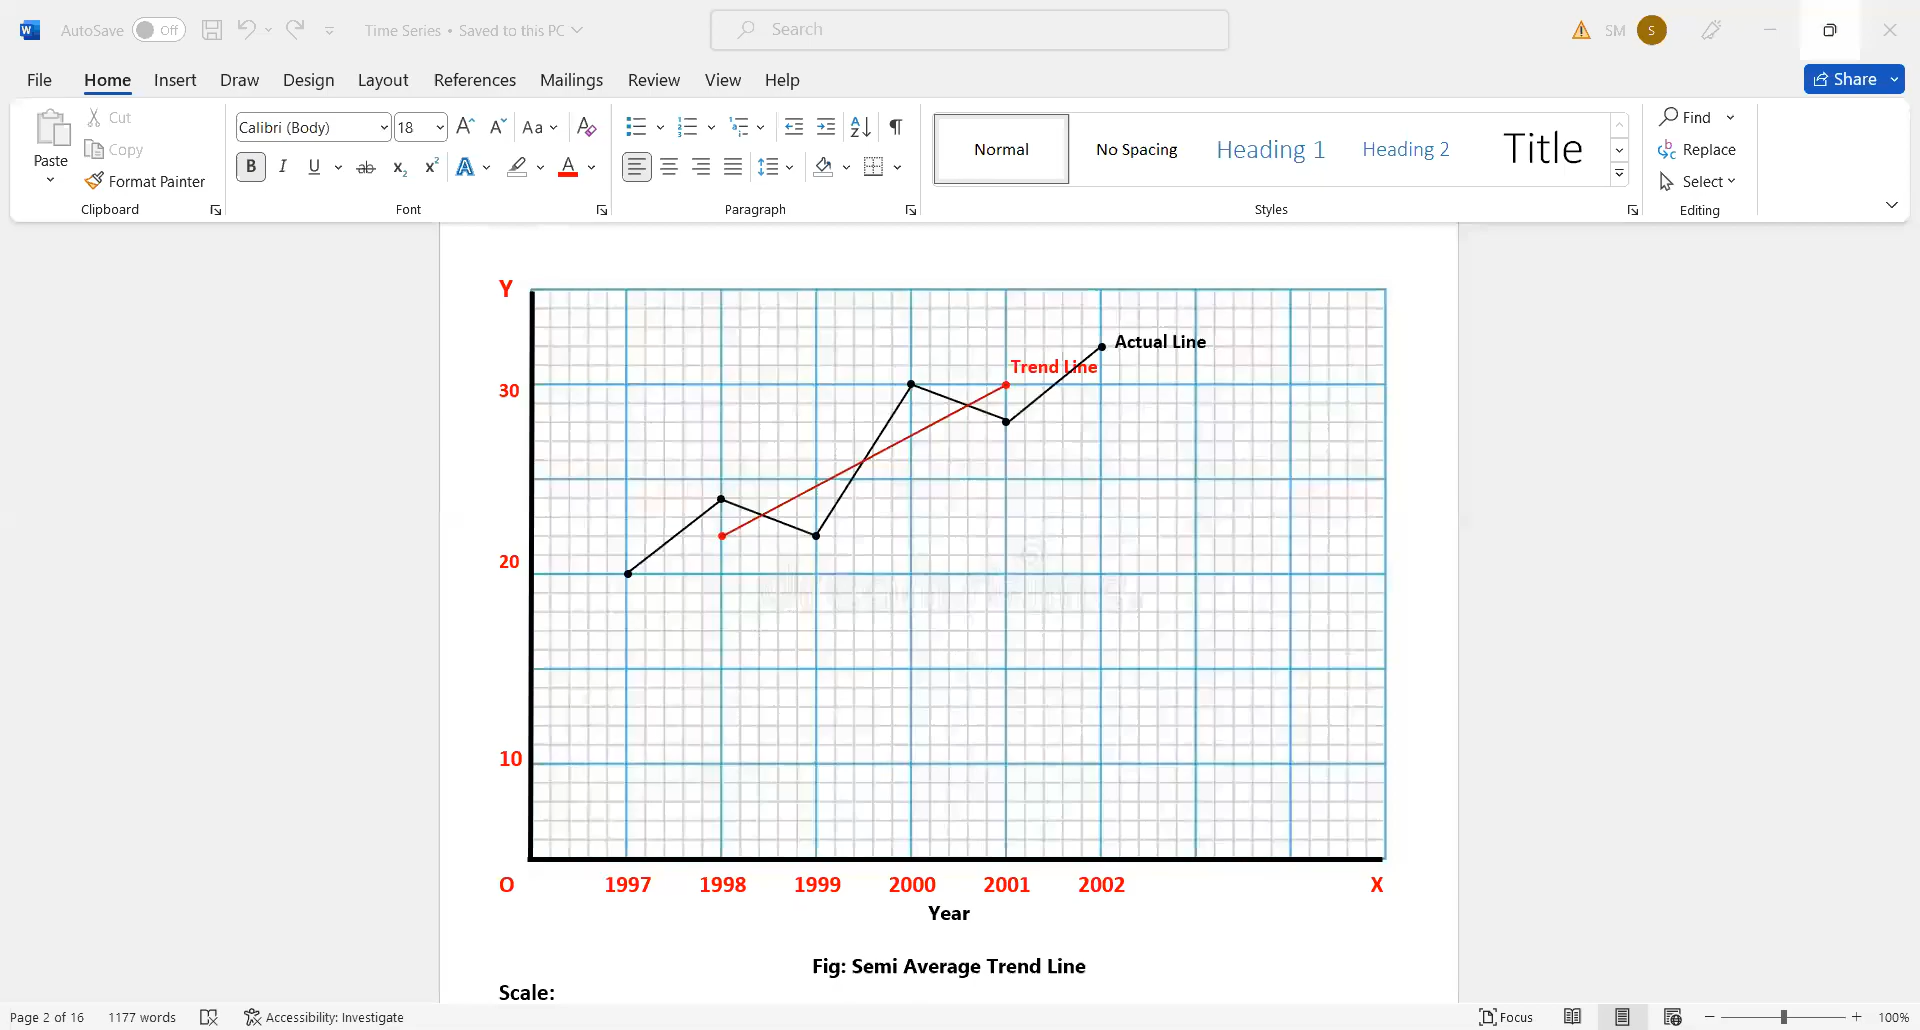 AutoSave Off Time Series • Saved to this PC Search SM S
File Home Insert Draw Design Layout References Mailings Review View Help Share
Paste
Cut
Copy
Format Painter
Clipboard
Calibri (Body) 18 A A Aa A
B I U ab x₂ x² A A
Font
Paragraph
Normal No Spacing Heading 1 Heading 2 Title
Styles
Find
Replace
Select
Editing
Y
Actual Line
Trend Line
30
20
10
O 1997 1998 1999 2000 2001 2002 X
Year
Fig: Semi Average Trend Line
Scale:
Page 2 of 16 1177 words Accessibility: Investigate Focus 100%